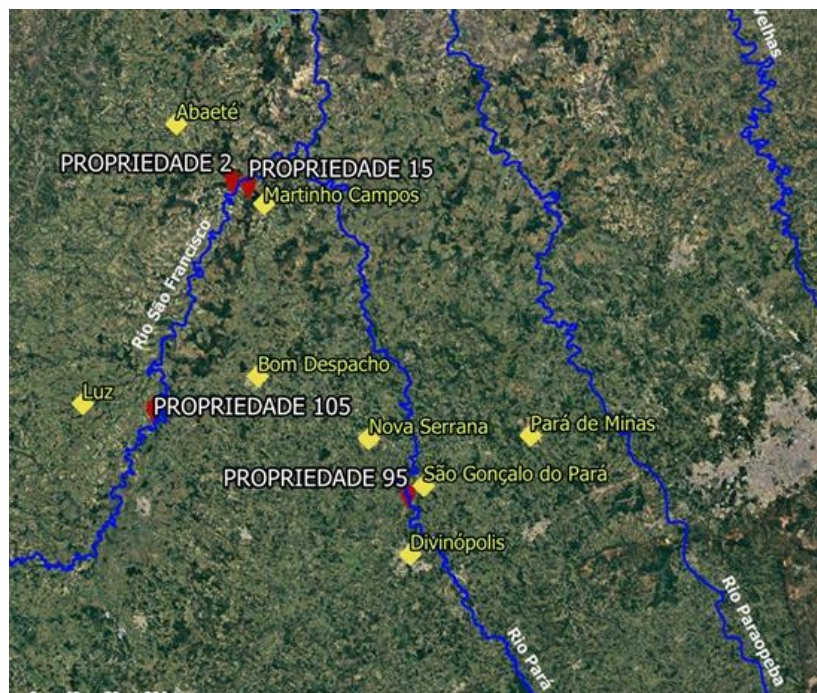 Velhas
Abaeté
PROPRIEDADE 2
PROPRIEDADE 15
Martinho Campos
Rio São Francisco
Bom Despacho
Luz
PROPRIEDADE 105
Nova Serrana
Pará de Minas
PROPRIEDADE 95
São Gonçalo do Pará
Divinópolis
Rio Pará
Rio Paraopeba